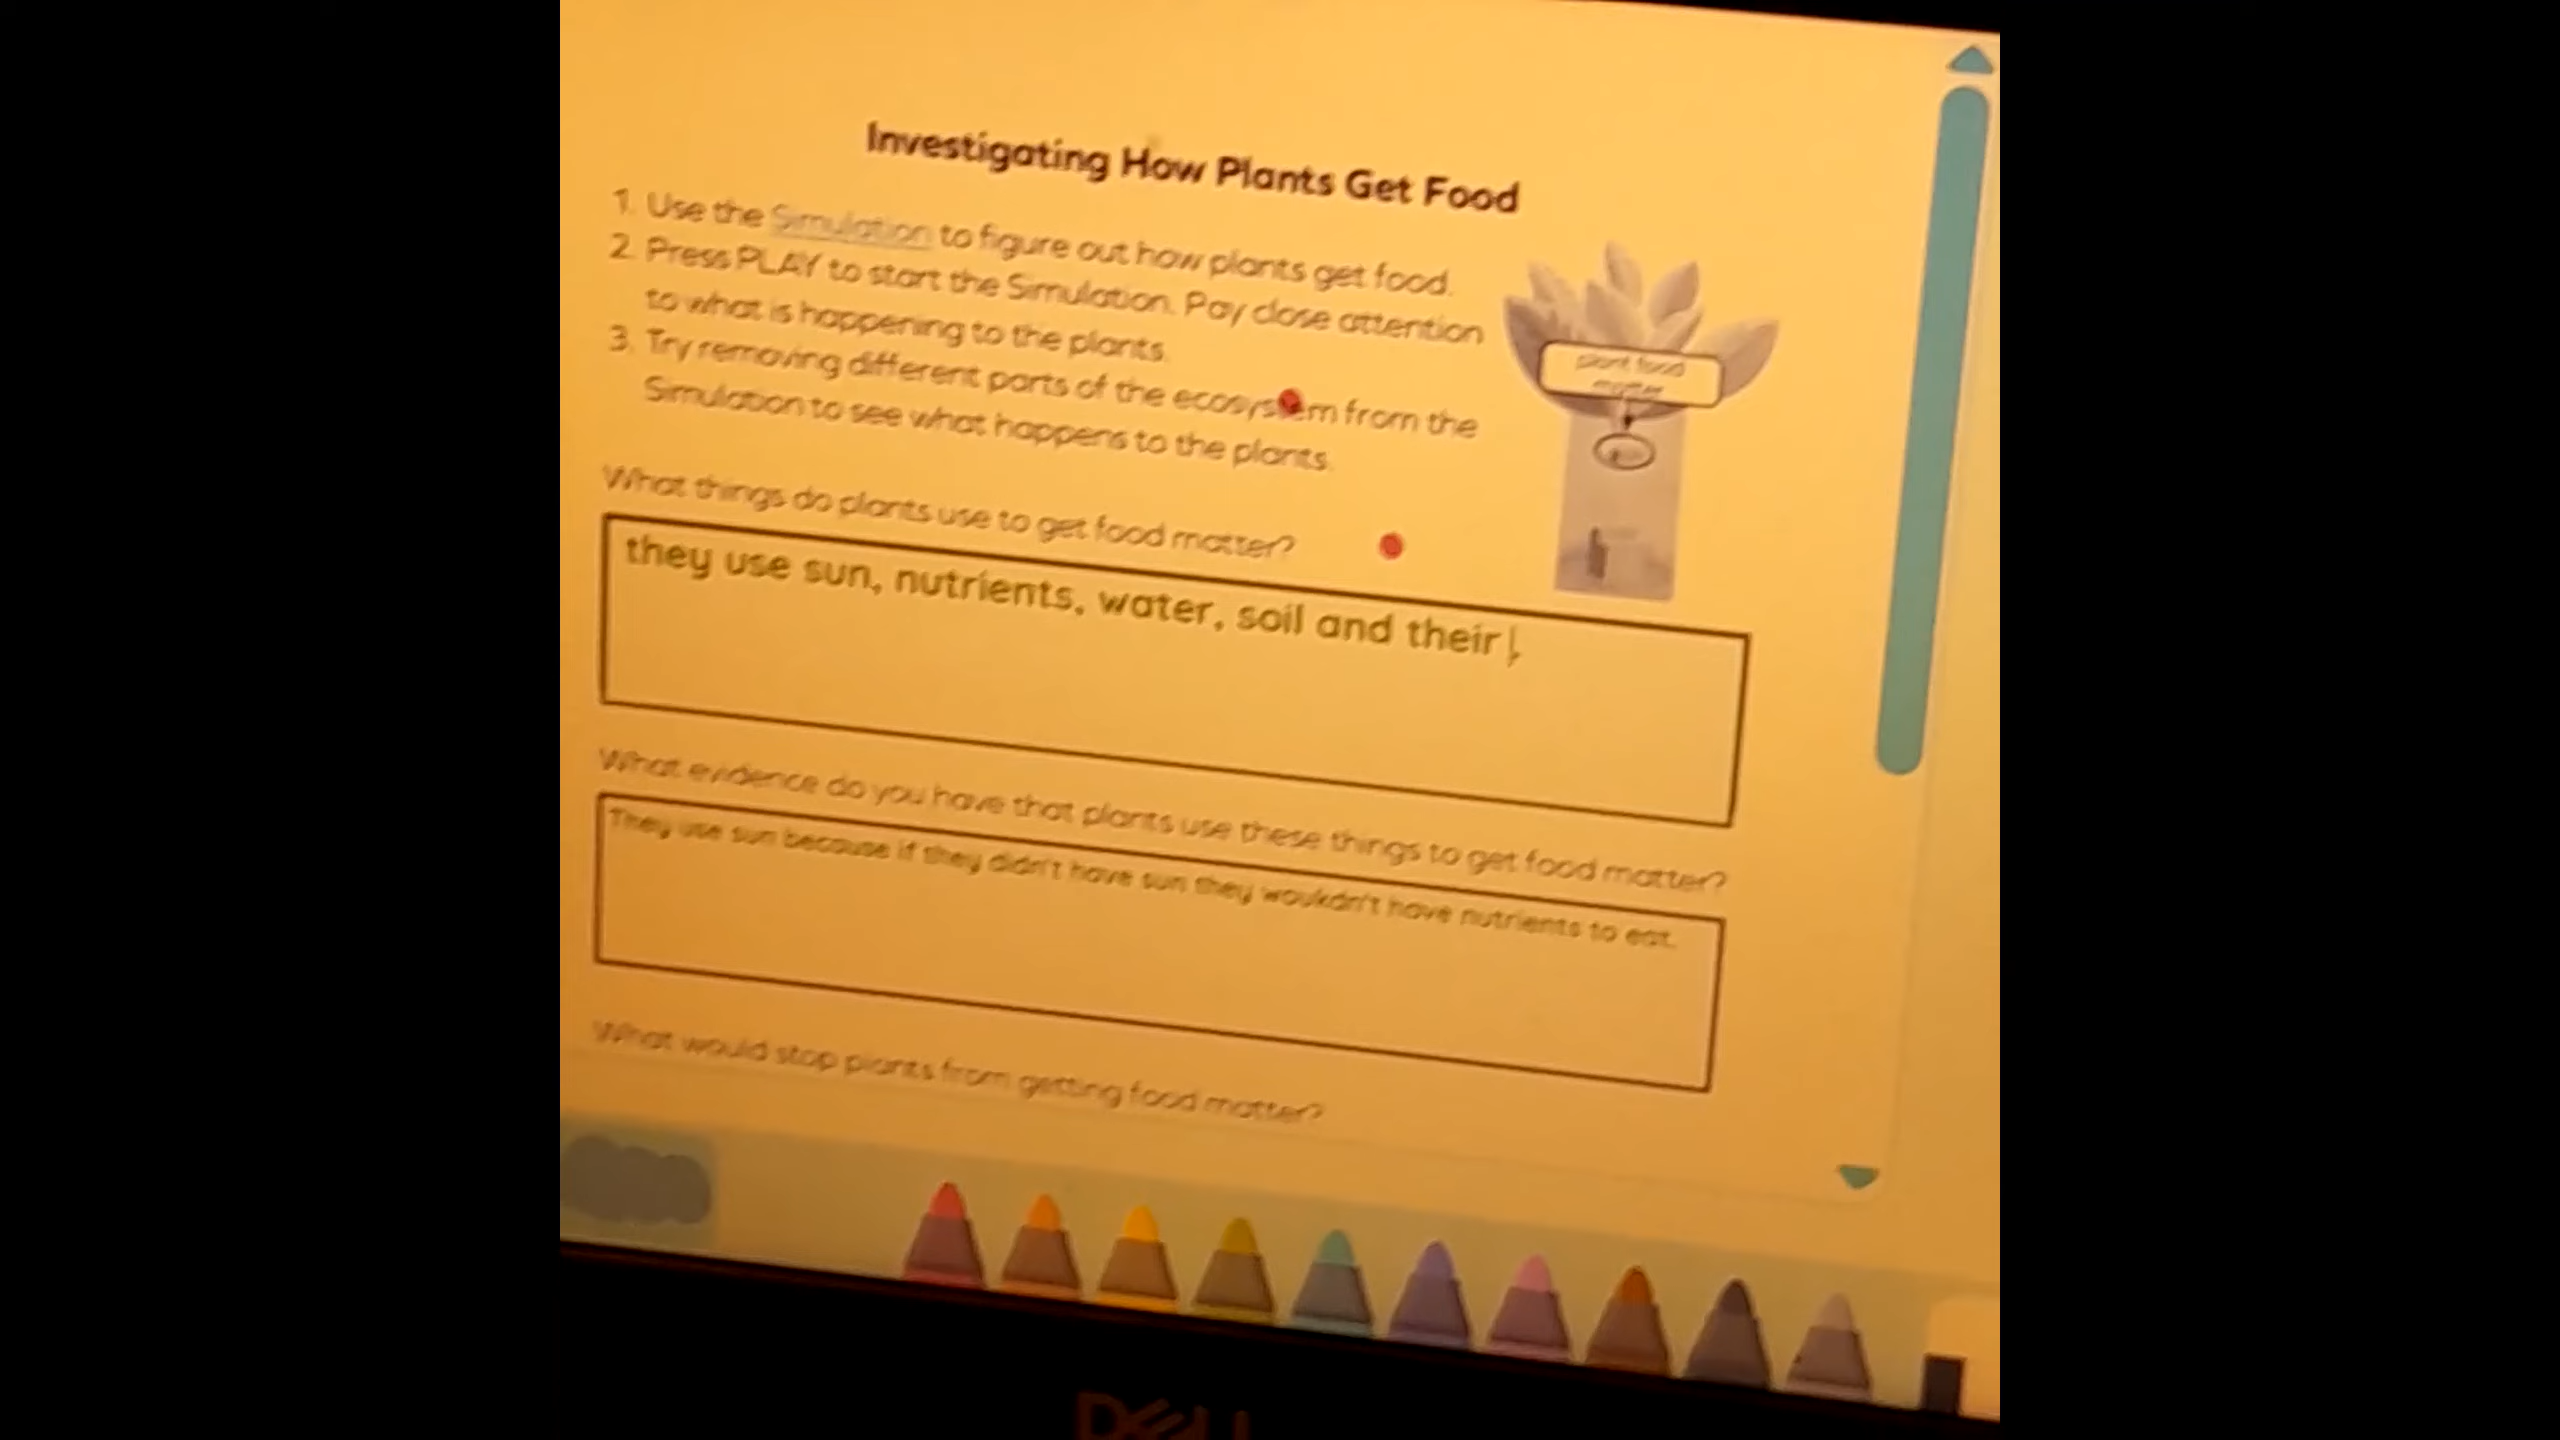 Investigating How Plants Get Food
1. Use the Simulation to figure out how plants get food.
2. Press PLAY to start the Simulation. Pay close attention
to what is happening to the plants.
3. Try removing different parts of the ecosystem from the
Simulation to see what happens to the plants.
plant food
matter
What things do plants use to get food matter?
they use sun, nutrients, water, soil and their ,
What evidence do you have that plants use these things to get food matter?
They use sun because if they didn't have sun they woukdn't have nutrients to eat.
What would stop plants from getting food matter?
DELL